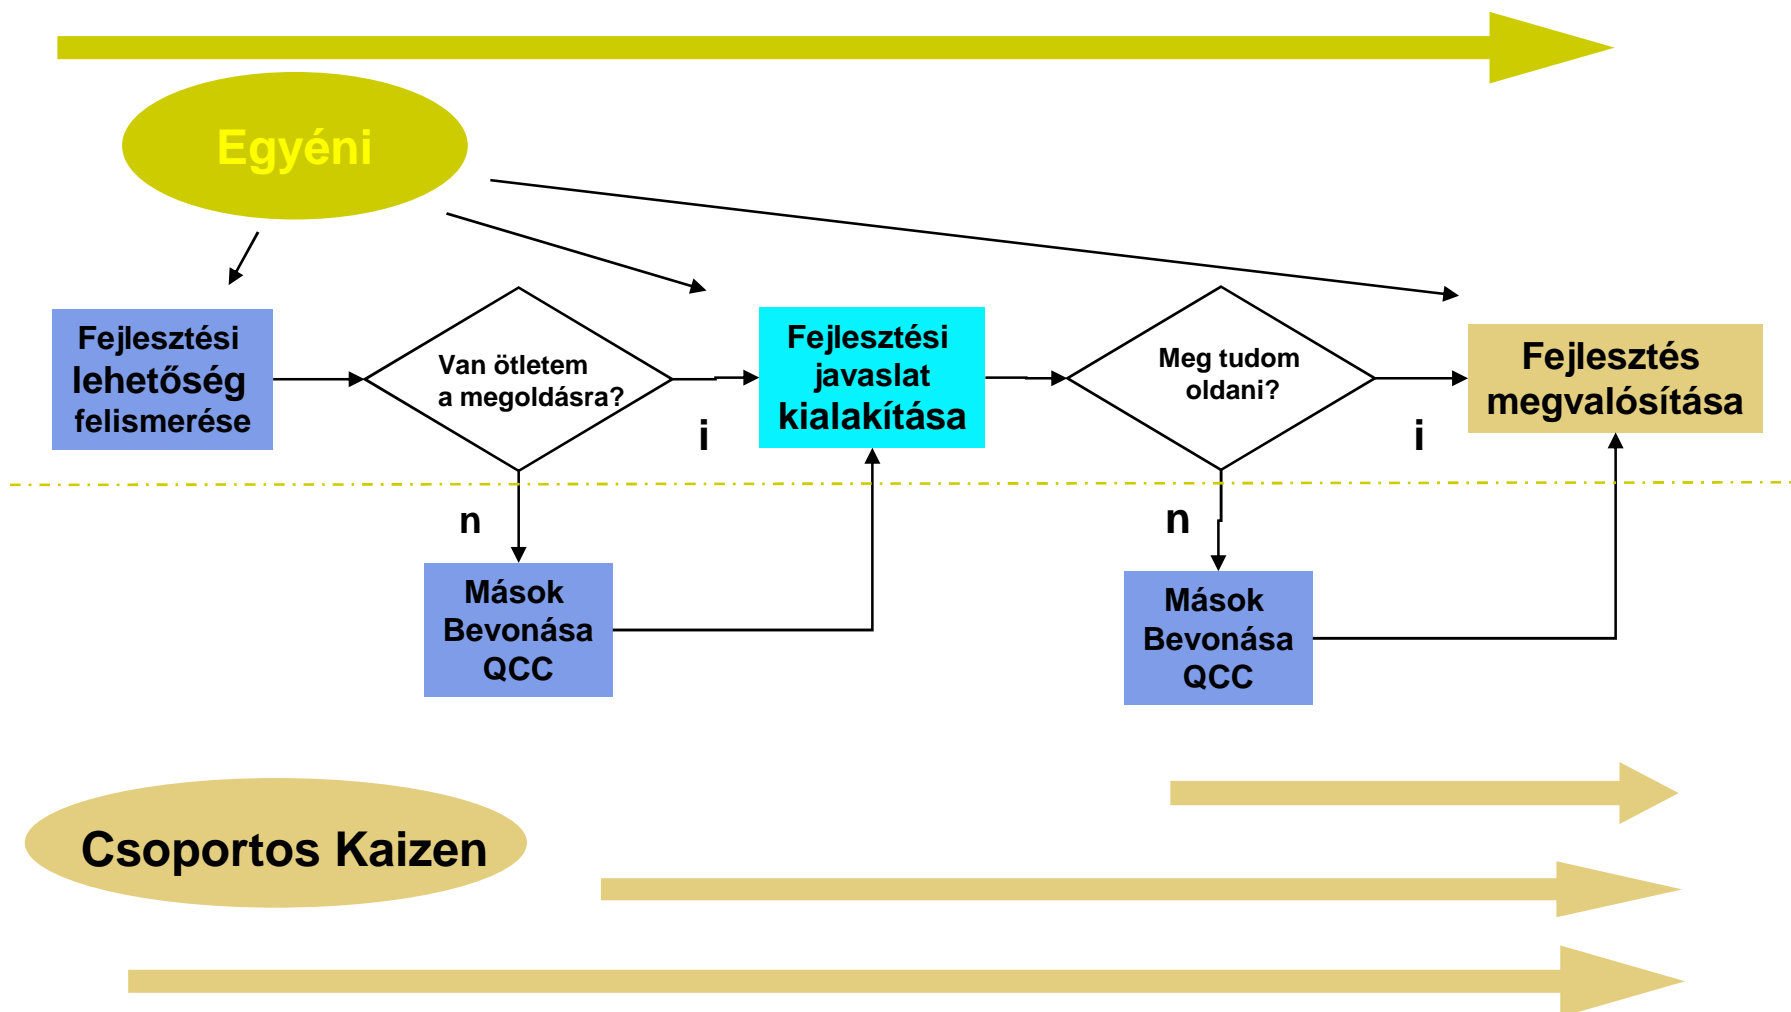 Egyéni
Fejlesztési
lehetőség
felismerése
Van ötletem
a megoldásra?
i
n
Fejlesztési
javaslat
kialakítása
Meg tudom
oldani?
i
n
Fejlesztés
megvalósítása
Mások
Bevonása
QCC
Mások
Bevonása
QCC
Csoportos Kaizen